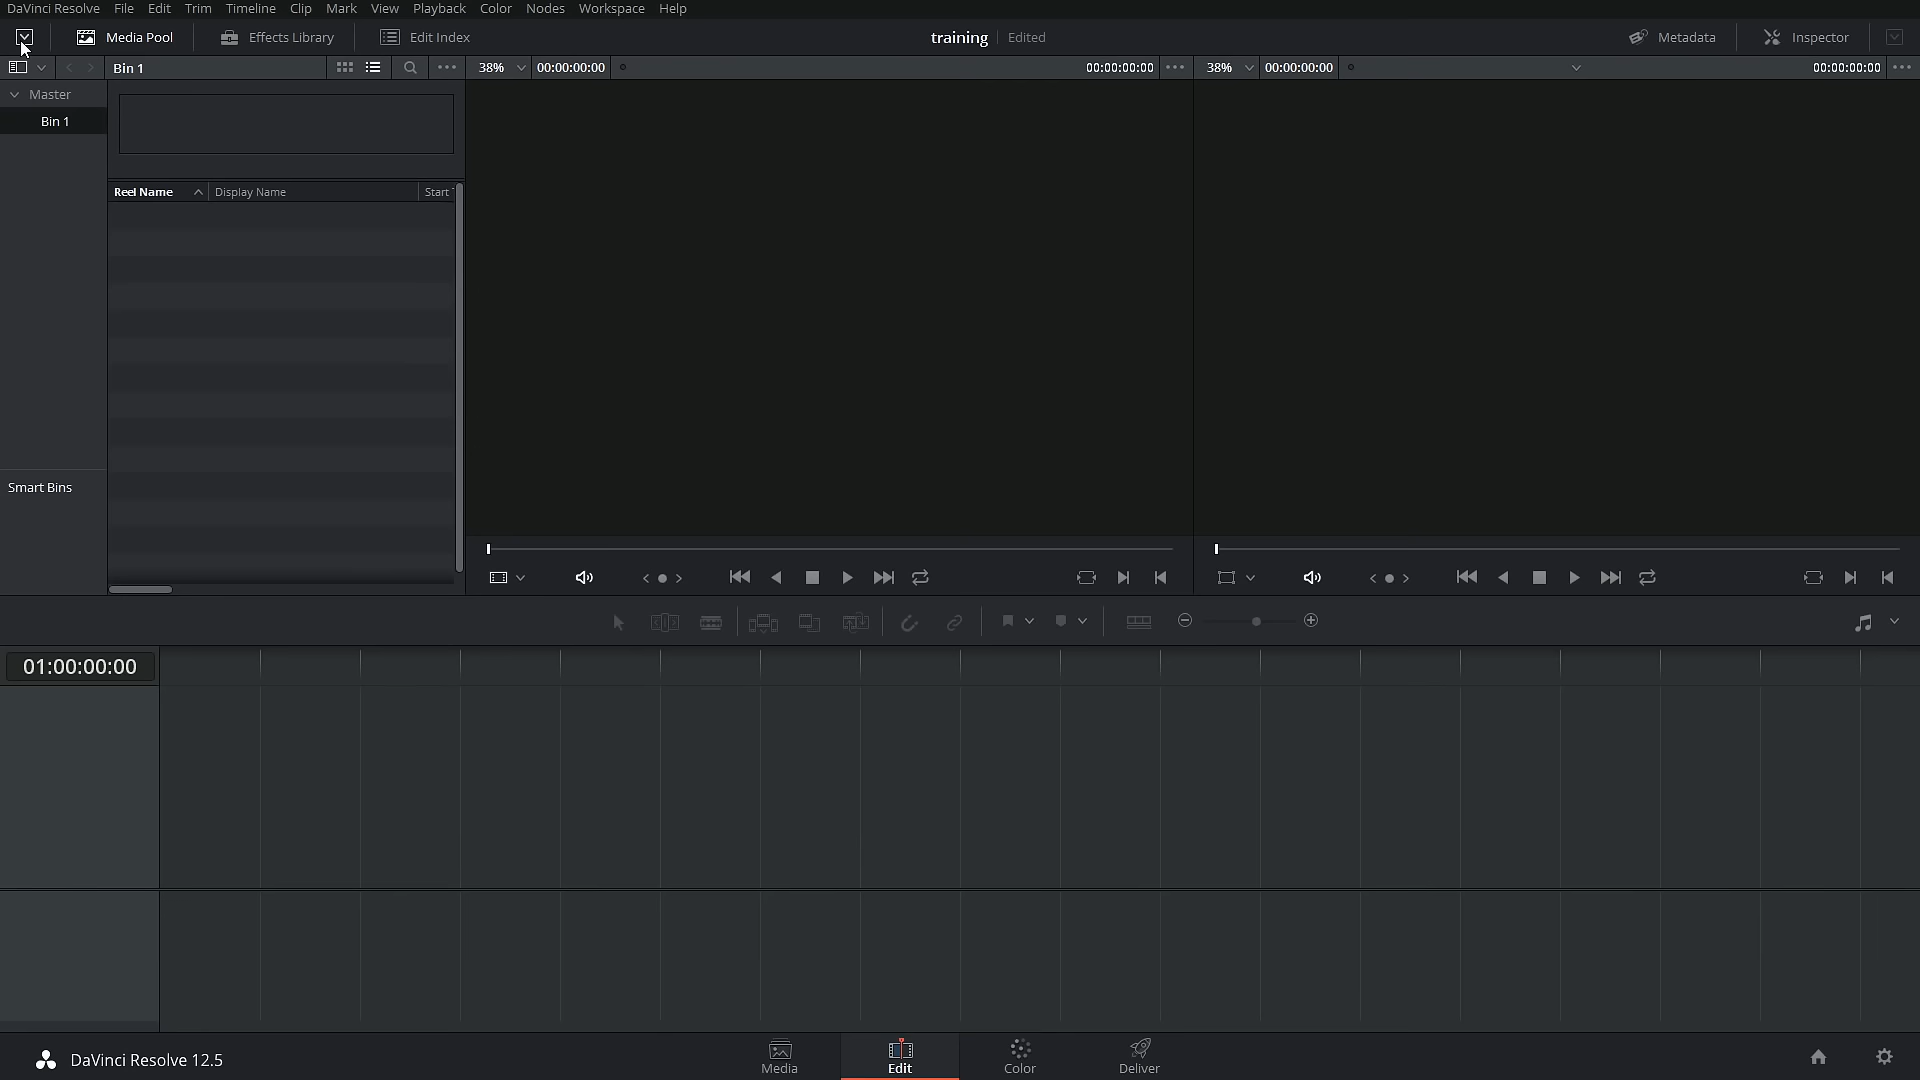 DaVinci Resolve File Edit Trim Timeline Clip Mark View Playback Color Nodes Workspace Help
Media Pool Effects Library Edit Index training Edited Metadata Inspector
Bin 1 38% 00:00:00:00 00:00:00:00 38% 00:00:00:00 00:00:00:00
Master
Bin 1
Reel Name Display Name Start
Smart Bins
01:00:00:00
DaVinci Resolve 12.5 Media Edit Color Deliver